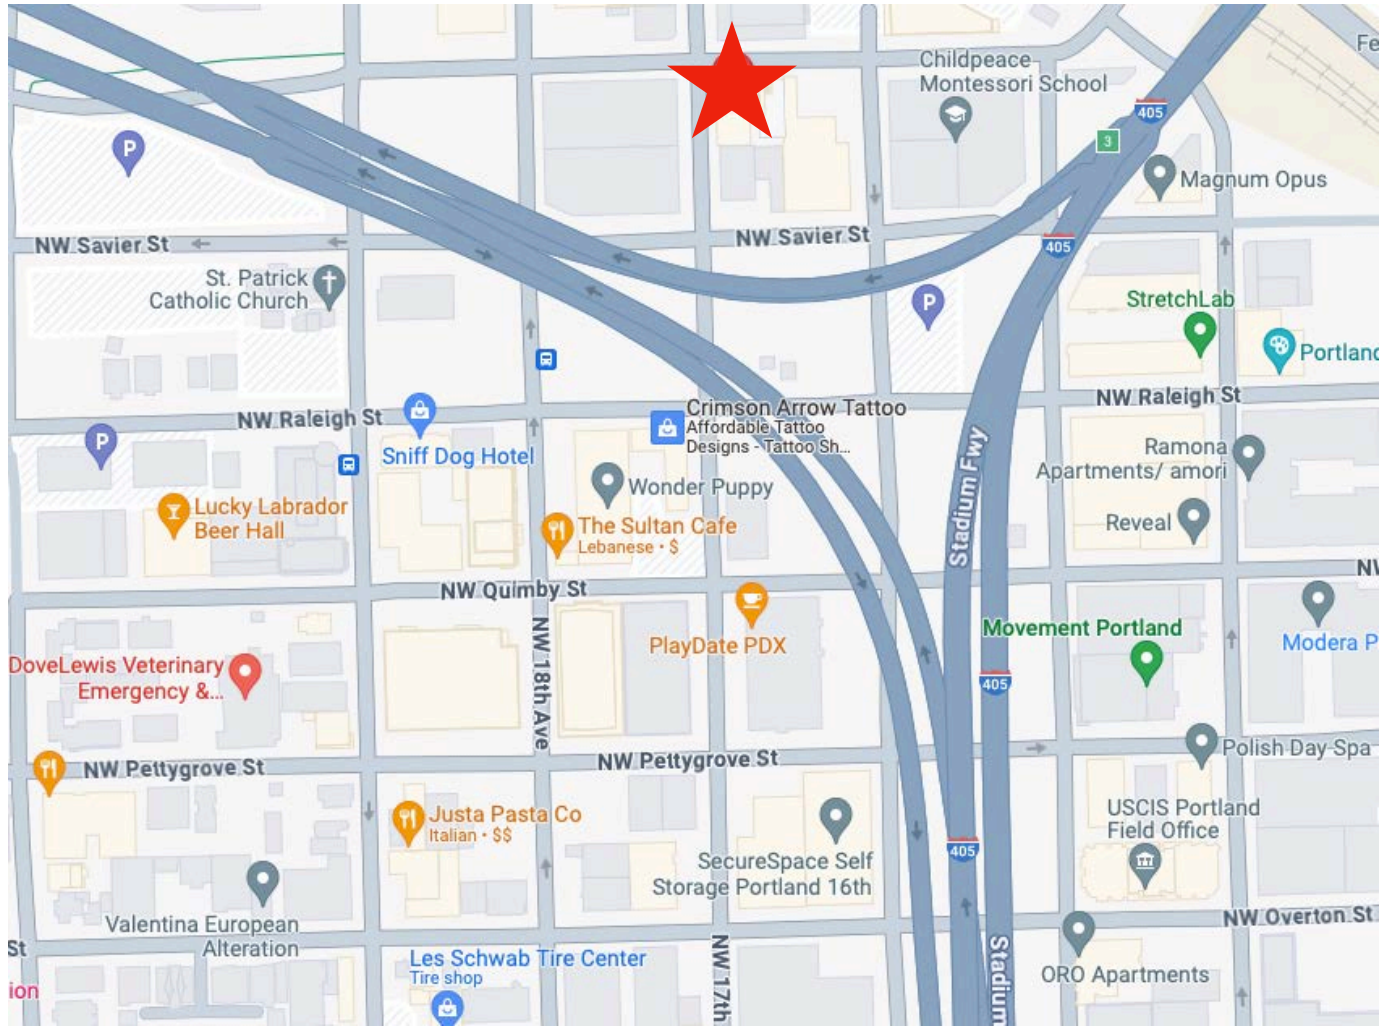 Fe
Childpeace
Montessori School
405
3
P
Magnum Opus
NW Savier St
NW Savier St
405
St. Patrick
Catholic Church
P
StretchLab
Portland
NW Raleigh St
NW Raleigh St
Crimson Arrow Tattoo
Affordable Tattoo
Designs - Tattoo Sh...
P
Sniff Dog Hotel
Ramona
Apartments/ amori
Wonder Puppy
Stadium Fwy
Lucky Labrador
Beer Hall
The Sultan Cafe
Lebanese • $
Reveal
NW Quimby St
NW
PlayDate PDX
NW 18th Ave
Movement Portland
Modera P
DoveLewis Veterinary
Emergency &...
405
NW Pettygrove St
NW Pettygrove St
Polish Day Spa
Justa Pasta Co
Italian • $$
USCIS Portland
Field Office
405
SecureSpace Self
Storage Portland 16th
Valentina European
Alteration
NW Overton St
St
NW 17th
Stadium
Les Schwab Tire Center
Tire shop
ORO Apartments
ion